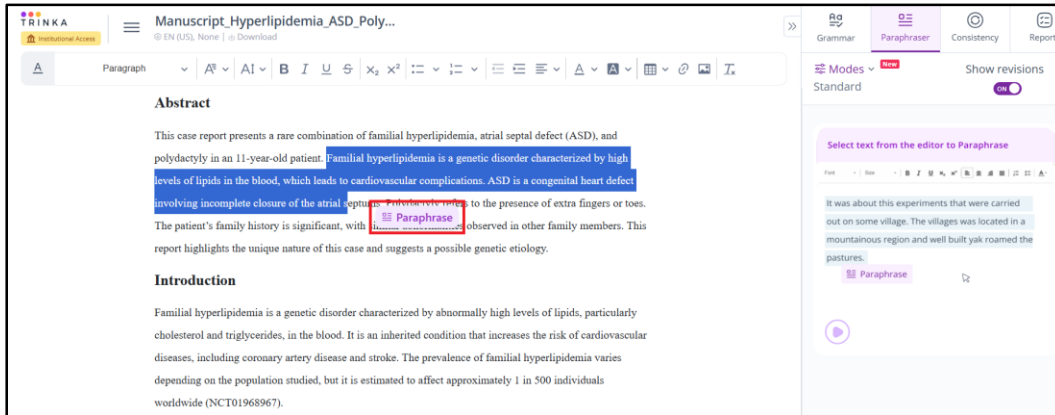 TRINKA
Institutional Access
Manuscript_Hyperlipidemia_ASD_Poly...
EN (US), None | Download
Paragraph
Abstract
This case report presents a rare combination of familial hyperlipidemia, atrial septal defect (ASD), and
polydactyly in an 11-year-old patient. Familial hyperlipidemia is a genetic disorder characterized by high
levels of lipids in the blood, which leads to cardiovascular complications. ASD is a congenital heart defect
involving incomplete closure of the atrial septum. Polydactyly refers to the presence of extra fingers or toes.
Paraphrase
The patient's family history is significant, with observed in other family members. This
report highlights the unique nature of this case and suggests a possible genetic etiology.
Introduction
Familial hyperlipidemia is a genetic disorder characterized by abnormally high levels of lipids, particularly
cholesterol and triglycerides, in the blood. It is an inherited condition that increases the risk of cardiovascular
diseases, including coronary artery disease and stroke. The prevalence of familial hyperlipidemia varies
depending on the population studied, but it is estimated to affect approximately 1 in 500 individuals
worldwide (NCT01968967).
Grammar
Paraphraser
Consistency
Report
Modes New
Standard
Show revisions
ON
Select text from the editor to Paraphrase
Font Size
It was about this experiments that were carried
out on some village. The villages was located in a
mountainous region and well built yak roamed the
pastures.
Paraphrase